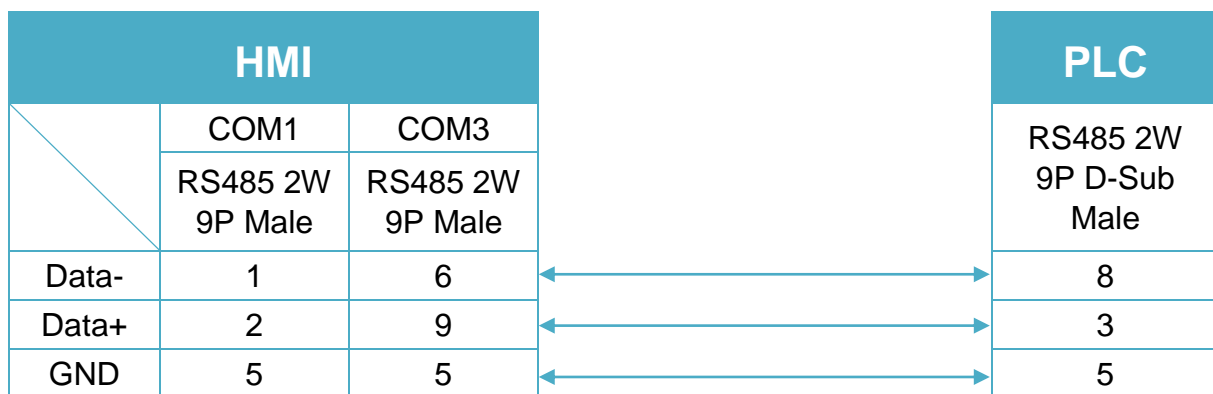 HMI PLC
COM1 COM3
RS485 2W 9P D-Sub Male
RS485 2W 9P Male RS485 2W 9P Male
Data- 1 6 8
Data+ 2 9 3
GND 5 5 5